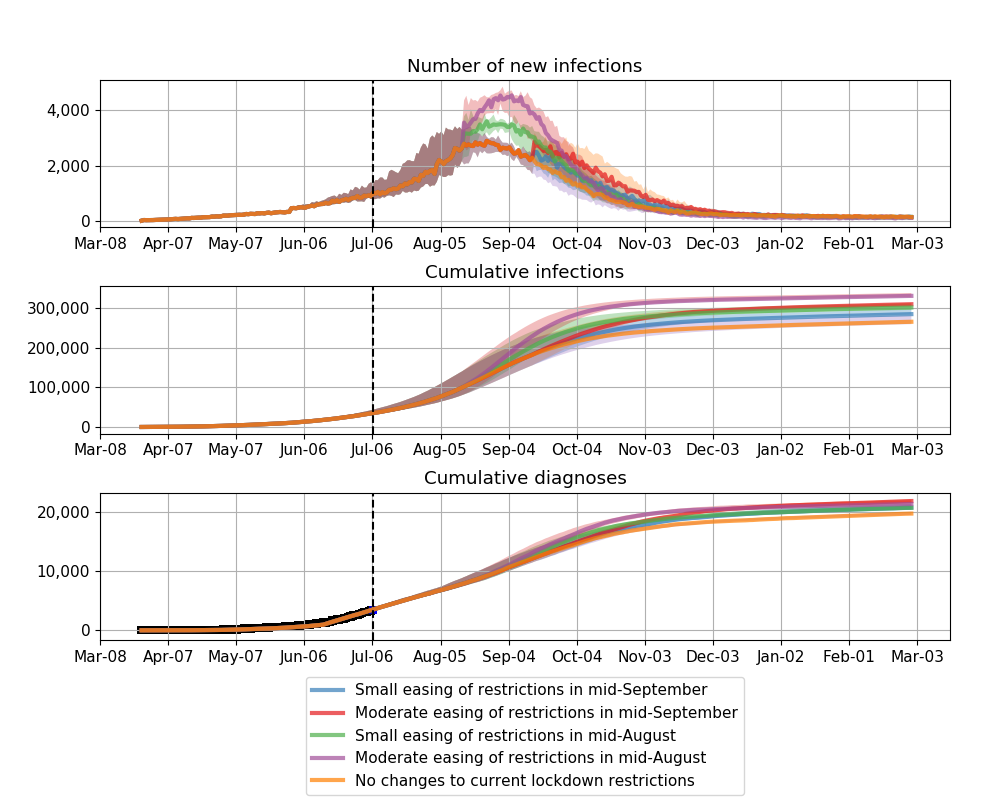 Number of new infections
4,000
2,000
0
Mar-08 Apr-07 May-07 Jun-06 Jul-06 Aug-05 Sep-04 Oct-04 Nov-03 Dec-03 Jan-02 Feb-01 Mar-03
Cumulative infections
300,000
200,000
100,000
0
Mar-08 Apr-07 May-07 Jun-06 Jul-06 Aug-05 Sep-04 Oct-04 Nov-03 Dec-03 Jan-02 Feb-01 Mar-03
Cumulative diagnoses
20,000
10,000
0
Mar-08 Apr-07 May-07 Jun-06 Jul-06 Aug-05 Sep-04 Oct-04 Nov-03 Dec-03 Jan-02 Feb-01 Mar-03
Small easing of restrictions in mid-September
Moderate easing of restrictions in mid-September
Small easing of restrictions in mid-August
Moderate easing of restrictions in mid-August
No changes to current lockdown restrictions